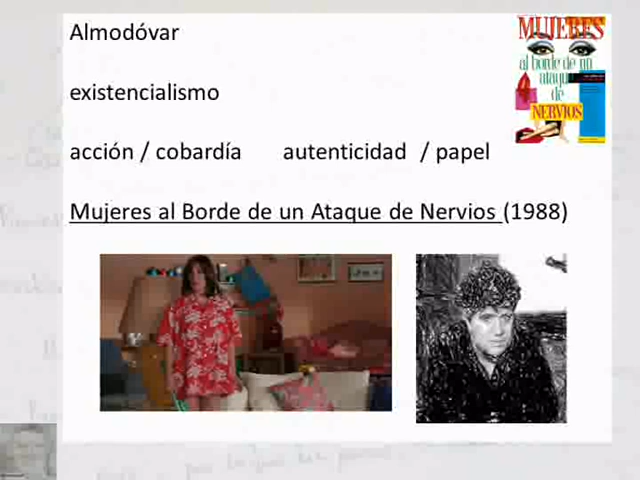 Almodóvar
MUJERES
al borde de un
ataque
de
NERVIOS
existencialismo
acción / cobardía autenticidad / papel
Mujeres al Borde de un Ataque de Nervios (1988)